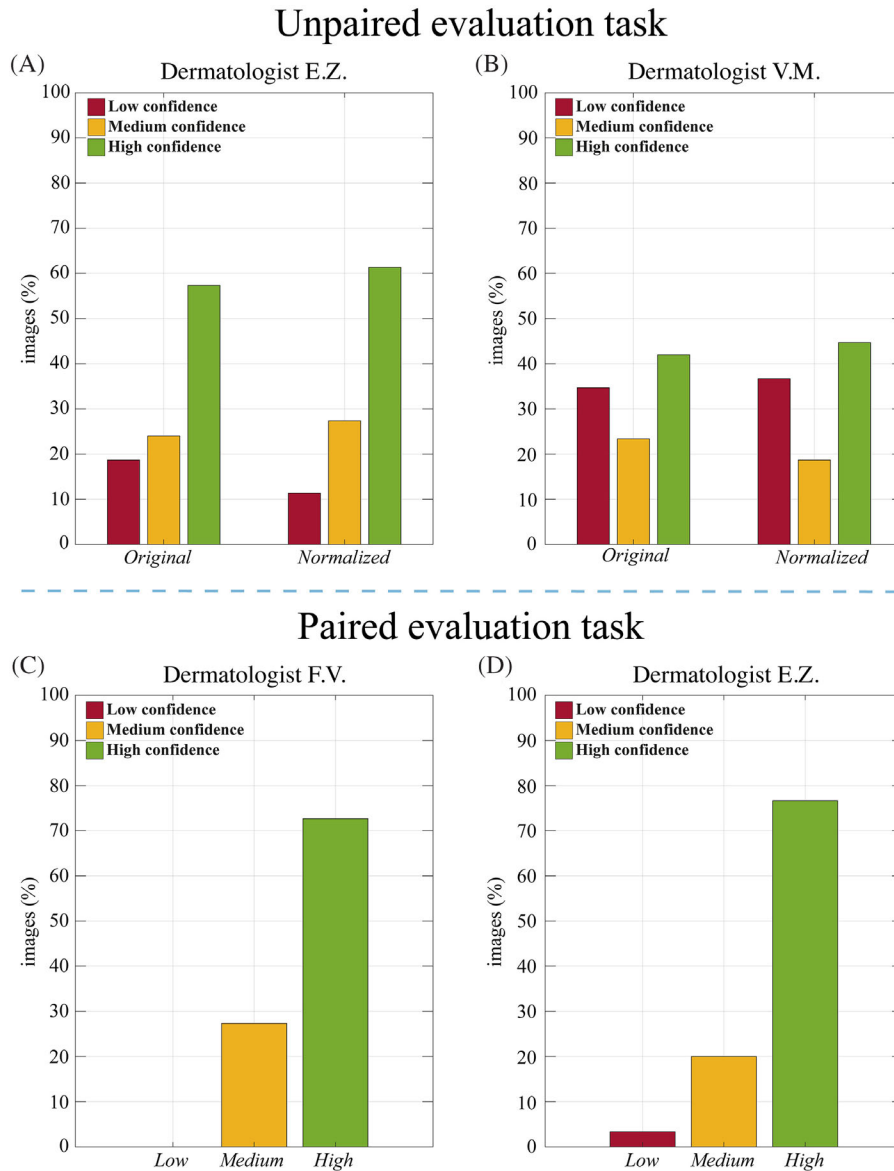 Unpaired evaluation task
(A)
Dermatologist E.Z.
100
90
80
70
60
50
40
30
20
10
0
images (%)
Low confidence
Medium confidence
High confidence
Original
Normalized
(B)
Dermatologist V.M.
100
90
80
70
60
50
40
30
20
10
0
images (%)
Low confidence
Medium confidence
High confidence
Original
Normalized
Paired evaluation task
(C)
Dermatologist F.V.
100
90
80
70
60
50
40
30
20
10
0
images (%)
Low confidence
Medium confidence
High confidence
Low
Medium
High
(D)
Dermatologist E.Z.
100
90
80
70
60
50
40
30
20
10
0
images (%)
Low confidence
Medium confidence
High confidence
Low
Medium
High